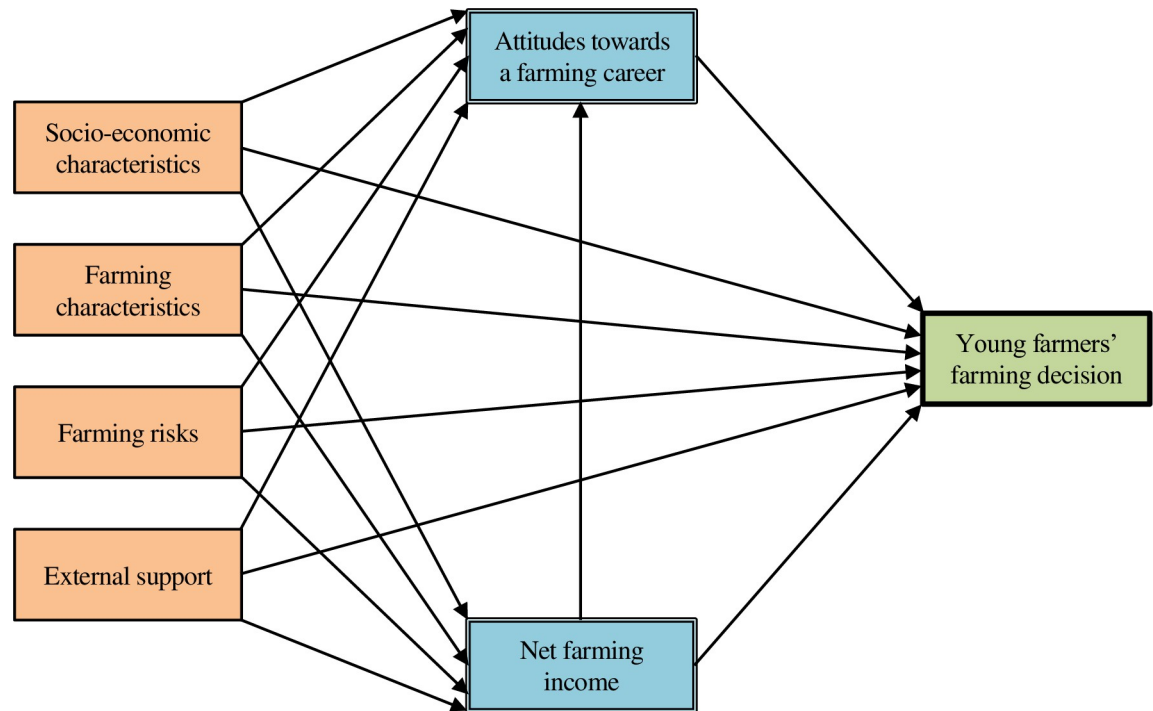 Attitudes towards
a farming career
Socio-economic
characteristics
Farming
characteristics
Farming risks
External support
Net farming
income
Young farmers’
farming decision